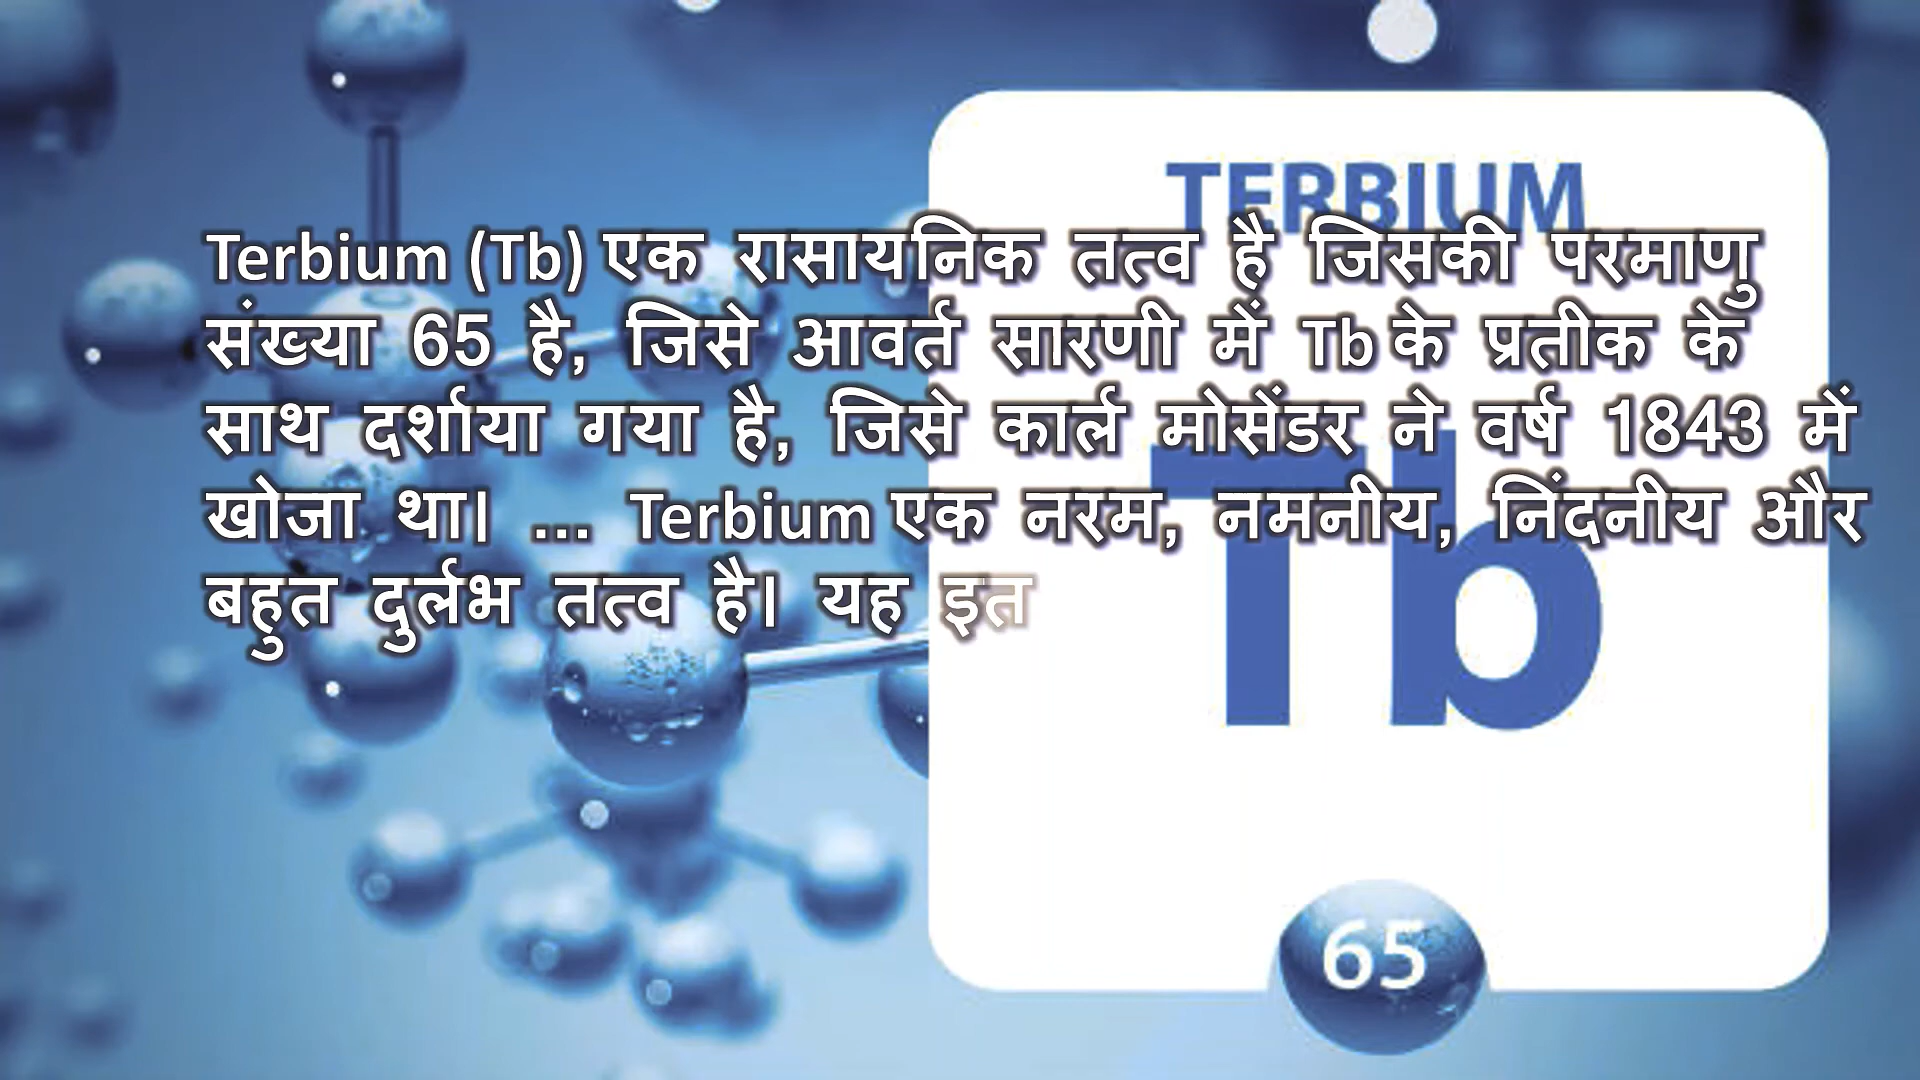 TERBIUM
Terbium (Tb) एक रासायनिक तत्व है जिसकी परमाणु
संख्या 65 है, जिसे आवर्त सारणी में Tb के प्रतीक के
साथ दर्शाया गया है, जिसे कार्ल मोसेंडर ने वर्ष 1843 में
खोजा था। ... Terbium एक नरम, नमनीय, निंदनीय और
बहुत दुर्लभ तत्व है। यह इत
Tb
65